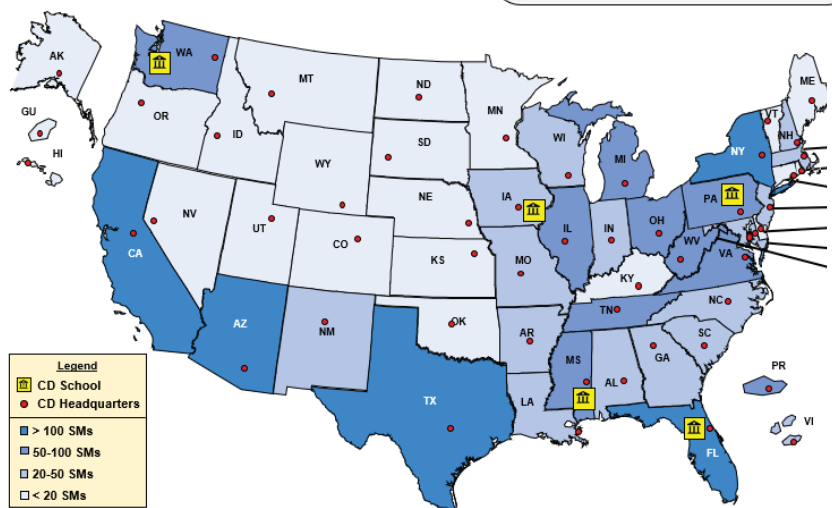 AK
WA
MT
ND
MN
ME
VT
NH
OR
ID
SD
WI
NY
MI
GU
HI
WY
IA
PA
NE
NV
UT
CO
IL
IN
OH
WV
VA
CA
KS
MO
KY
NC
TN
AZ
NM
OK
AR
SC
MS
AL
GA
PR
TX
LA
VI
FL
Legend
CD School
CD Headquarters
> 100 SMs
50-100 SMs
20-50 SMs
< 20 SMs